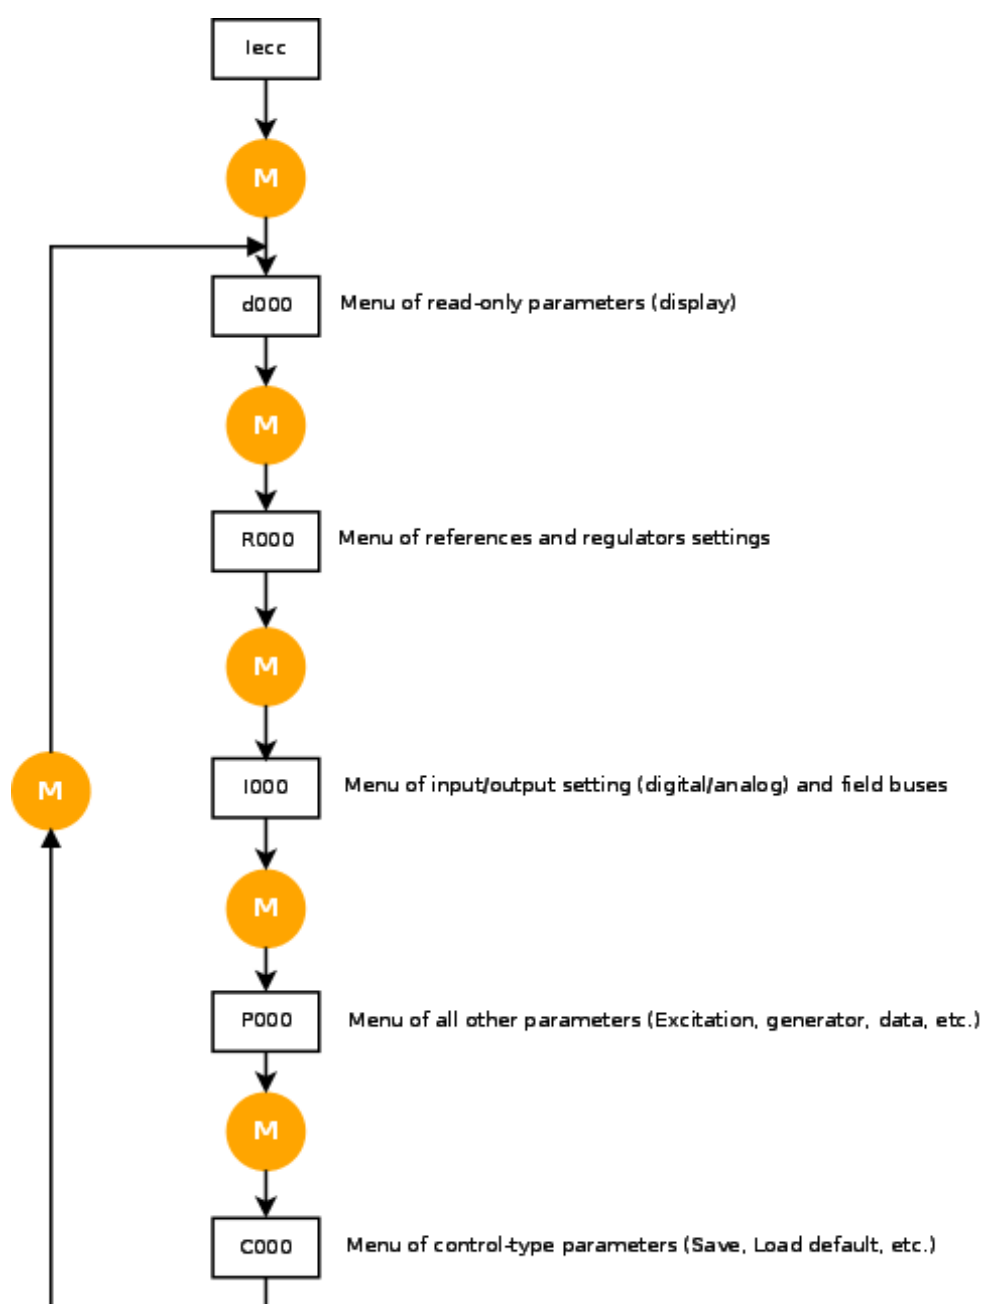 Iecc
M
d000 Menu of read-only parameters (display)
M
R000 Menu of references and regulators settings
M
M
I000 Menu of input/output setting (digital/analog) and field buses
M
P000 Menu of all other parameters (Excitation, generator, data, etc.)
M
C000 Menu of control-type parameters (Save, Load default, etc.)